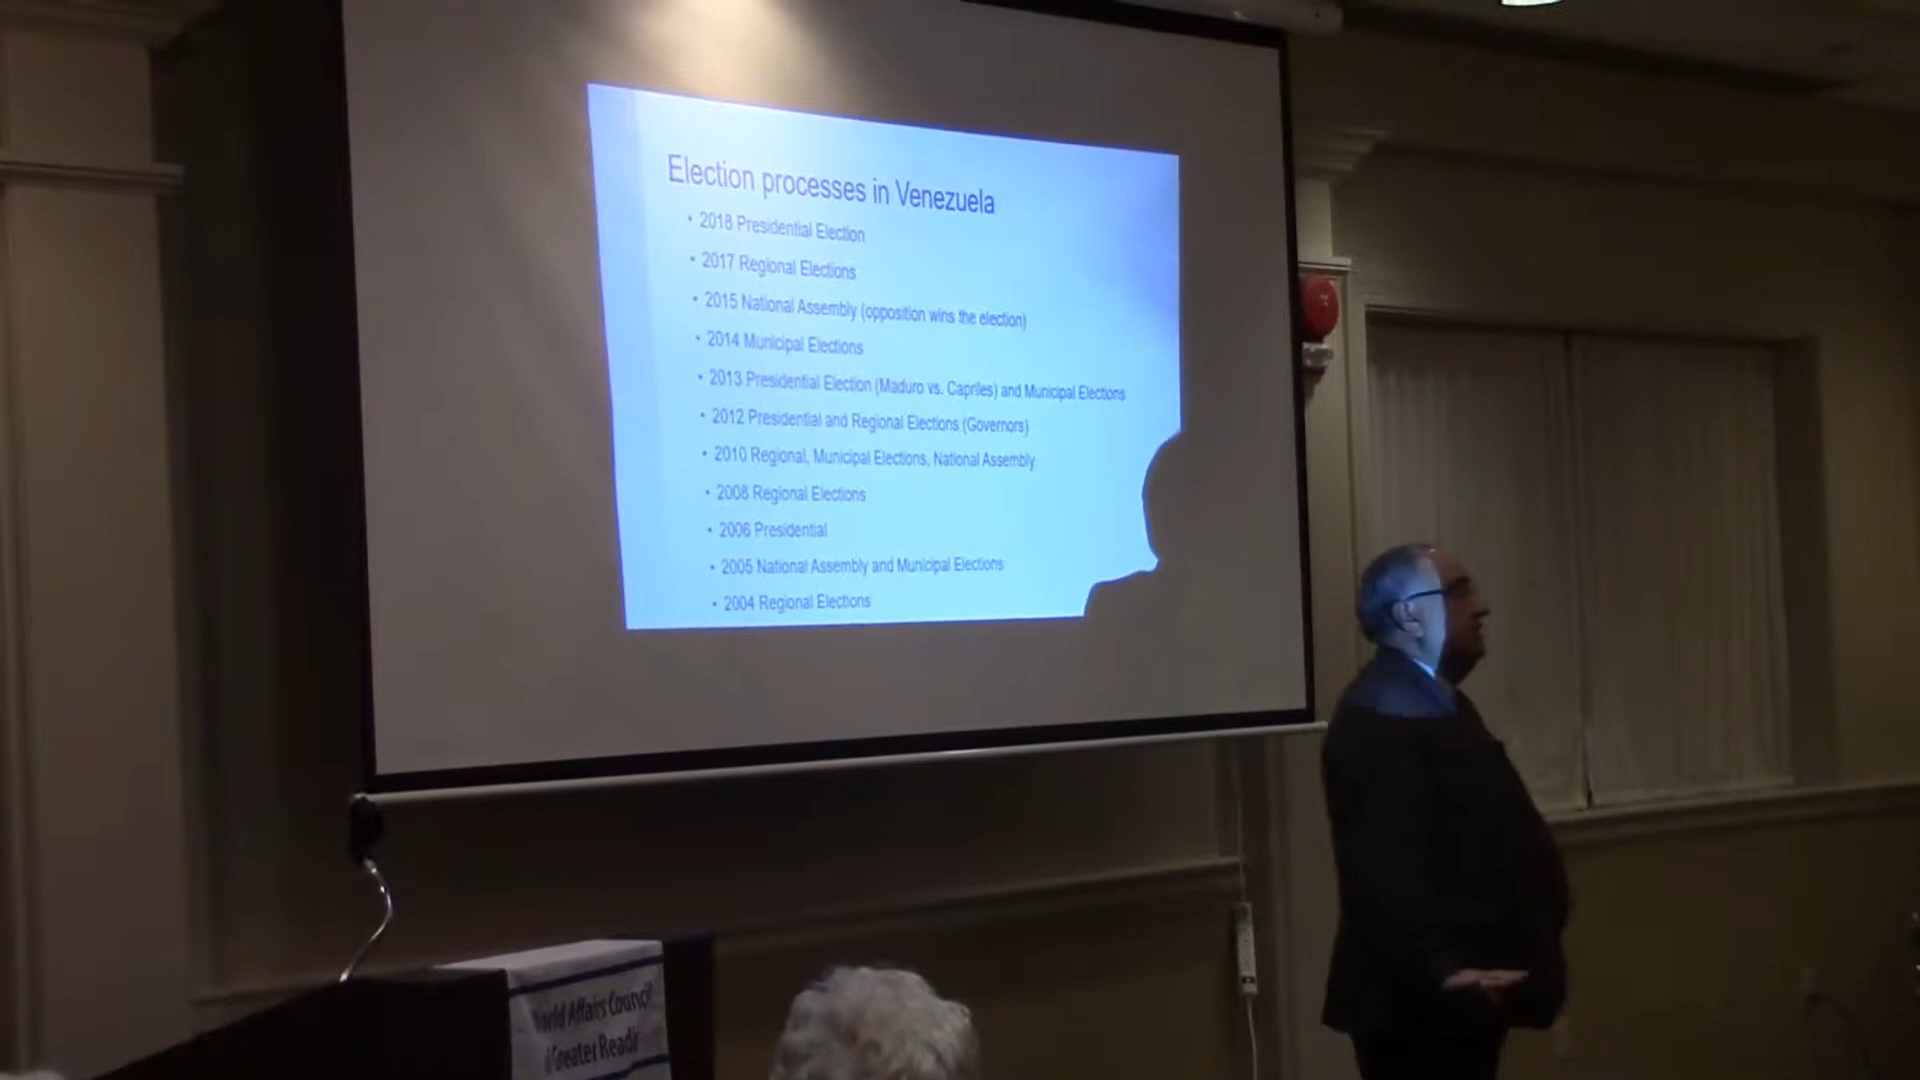 Election processes in Venezuela
• 2018 Presidential Election
• 2017 Regional Elections
• 2015 National Assembly (opposition wins the election)
• 2014 Municipal Elections
• 2013 Presidential Election (Maduro vs. Capriles) and Municipal Elections
• 2012 Presidential and Regional Elections (Governors)
• 2010 Regional, Municipal Elections, National Assembly
• 2008 Regional Elections
• 2006 Presidential
• 2005 National Assembly and Municipal Elections
• 2004 Regional Elections
World Affairs Council
Greater Readin